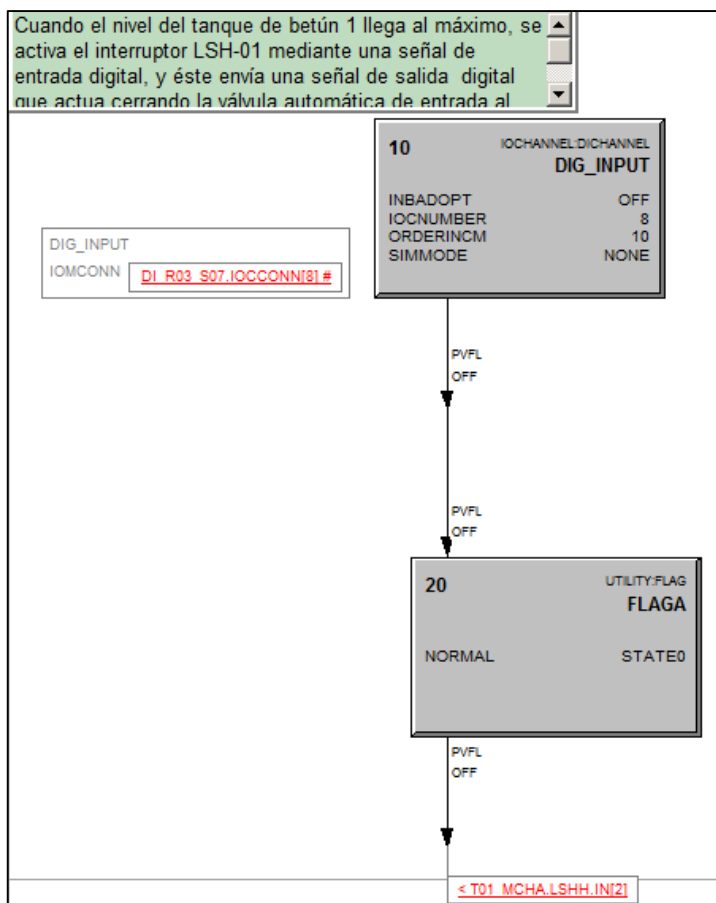 Cuando el nivel del tanque de betún 1 llega al máximo, se
activa el interruptor LSH-01 mediante una señal de
entrada digital, y éste envía una señal de salida digital
que actua cerrando la válvula automática de entrada al
10 IOCHANNEL:DICHANNEL
DIG_INPUT
INBADOPT OFF
IOCNUMBER 8
ORDERINCM 10
SIMMODE NONE
DIG_INPUT
IOMCONN DI_R03_S07.IOCCONN[8] #
PVFL
OFF
PVFL
OFF
20 UTILITY:FLAG
FLAGA
NORMAL STATE0
PVFL
OFF
< T01_MCHA.LSHH.IN[2]